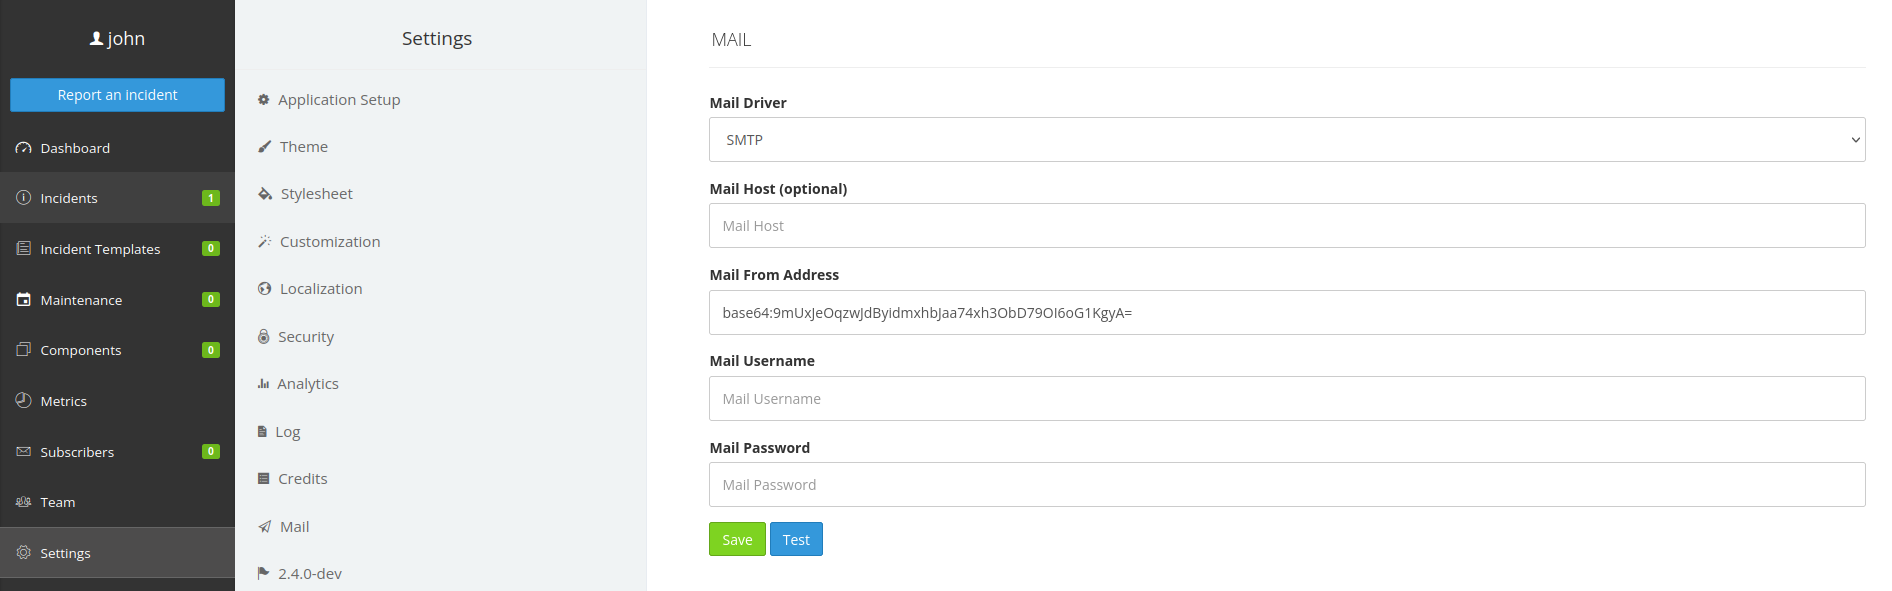 john
Report an incident
Dashboard
Incidents 1
Incident Templates 0
Maintenance 0
Components 0
Metrics
Subscribers 0
Team
Settings
Settings
Application Setup
Theme
Stylesheet
Customization
Localization
Security
Analytics
Log
Credits
Mail
2.4.0-dev
MAIL
Mail Driver
SMTP
Mail Host (optional)
Mail Host
Mail From Address
base64:9mUxJeOqzwJdByidmxhbJaa74xh3ObD79OI6oG1KgyA=
Mail Username
Mail Username
Mail Password
Mail Password
Save Test